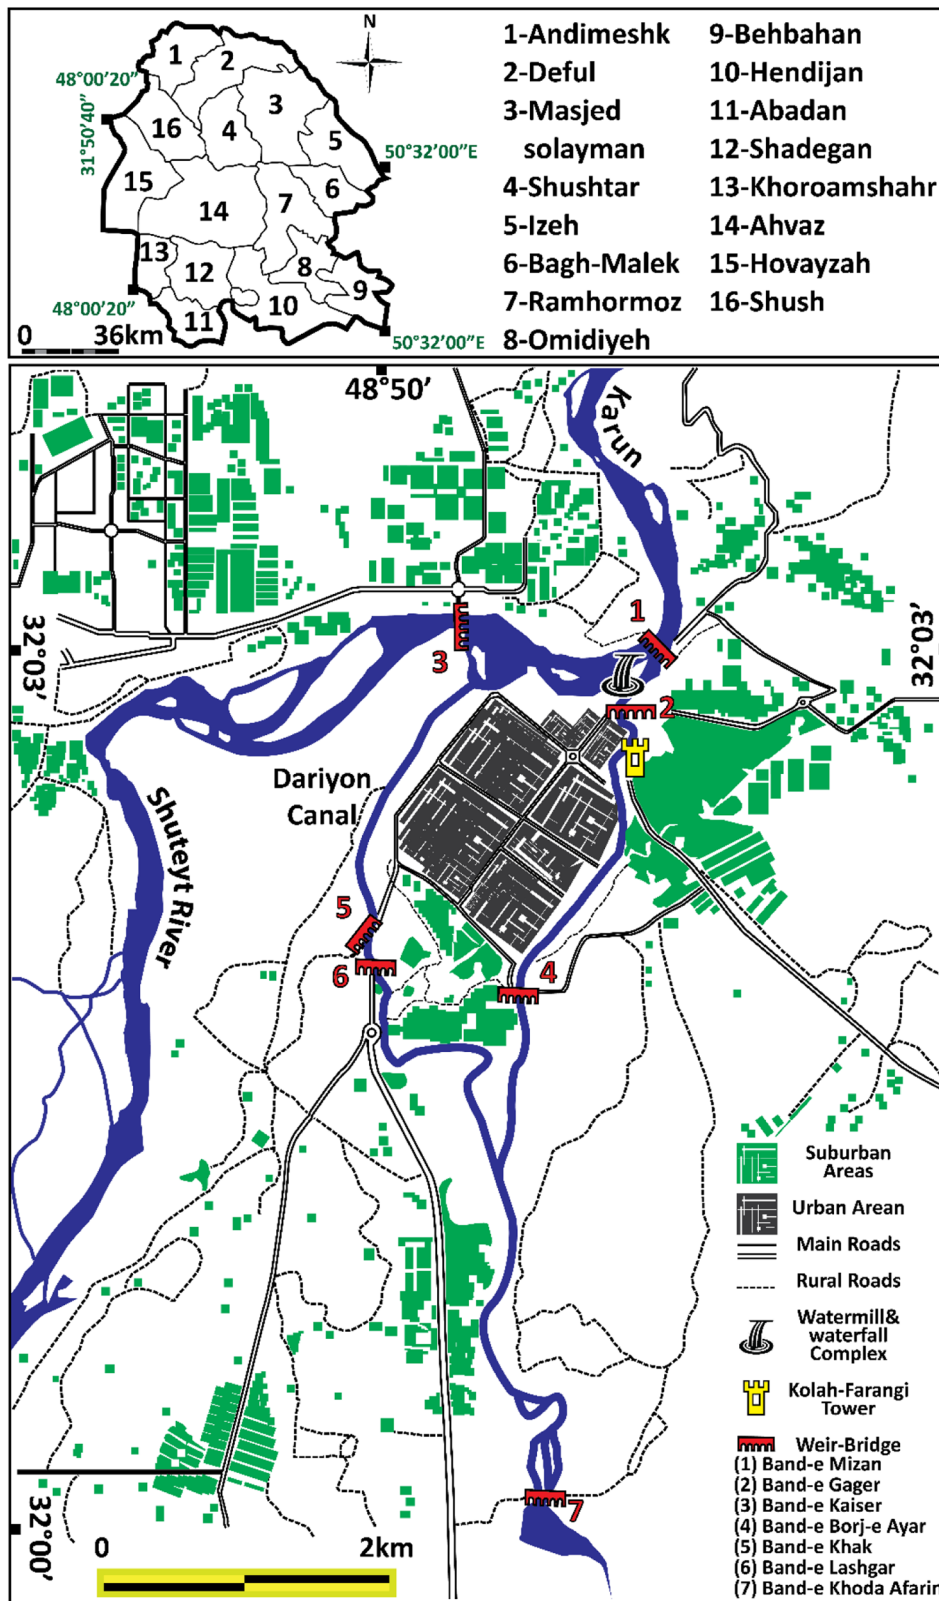 N
48°00'20"
31°50'40"
50°32'00"E
48°00'20"
50°32'00"E
1
2
3
4
5
6
7
8
9
10
11
12
13
14
15
16
0 36km
1-Andimeshk
2-Deful
3-Masjed
solayman
4-Shushtar
5-Izeh
6-Bagh-Malek
7-Ramhormoz
8-Omidiyeh
9-Behbahan
10-Hendijan
11-Abadan
12-Shadegan
13-Khoroamshahr
14-Ahvaz
15-Hovayzah
16-Shush
48°50'
Karun
32°03'
32°03'
1
2
3
Dariyon
Canal
Shuteyt River
5
6
4
7
32°00'
0 2km
Suburban
Areas
Urban Arean
Main Roads
Rural Roads
Watermill&
waterfall
Complex
Kolah-Farangi
Tower
Weir-Bridge
(1) Band-e Mizan
(2) Band-e Gager
(3) Band-e Kaiser
(4) Band-e Borj-e Ayar
(5) Band-e Khak
(6) Band-e Lashgar
(7) Band-e Khoda Afarin